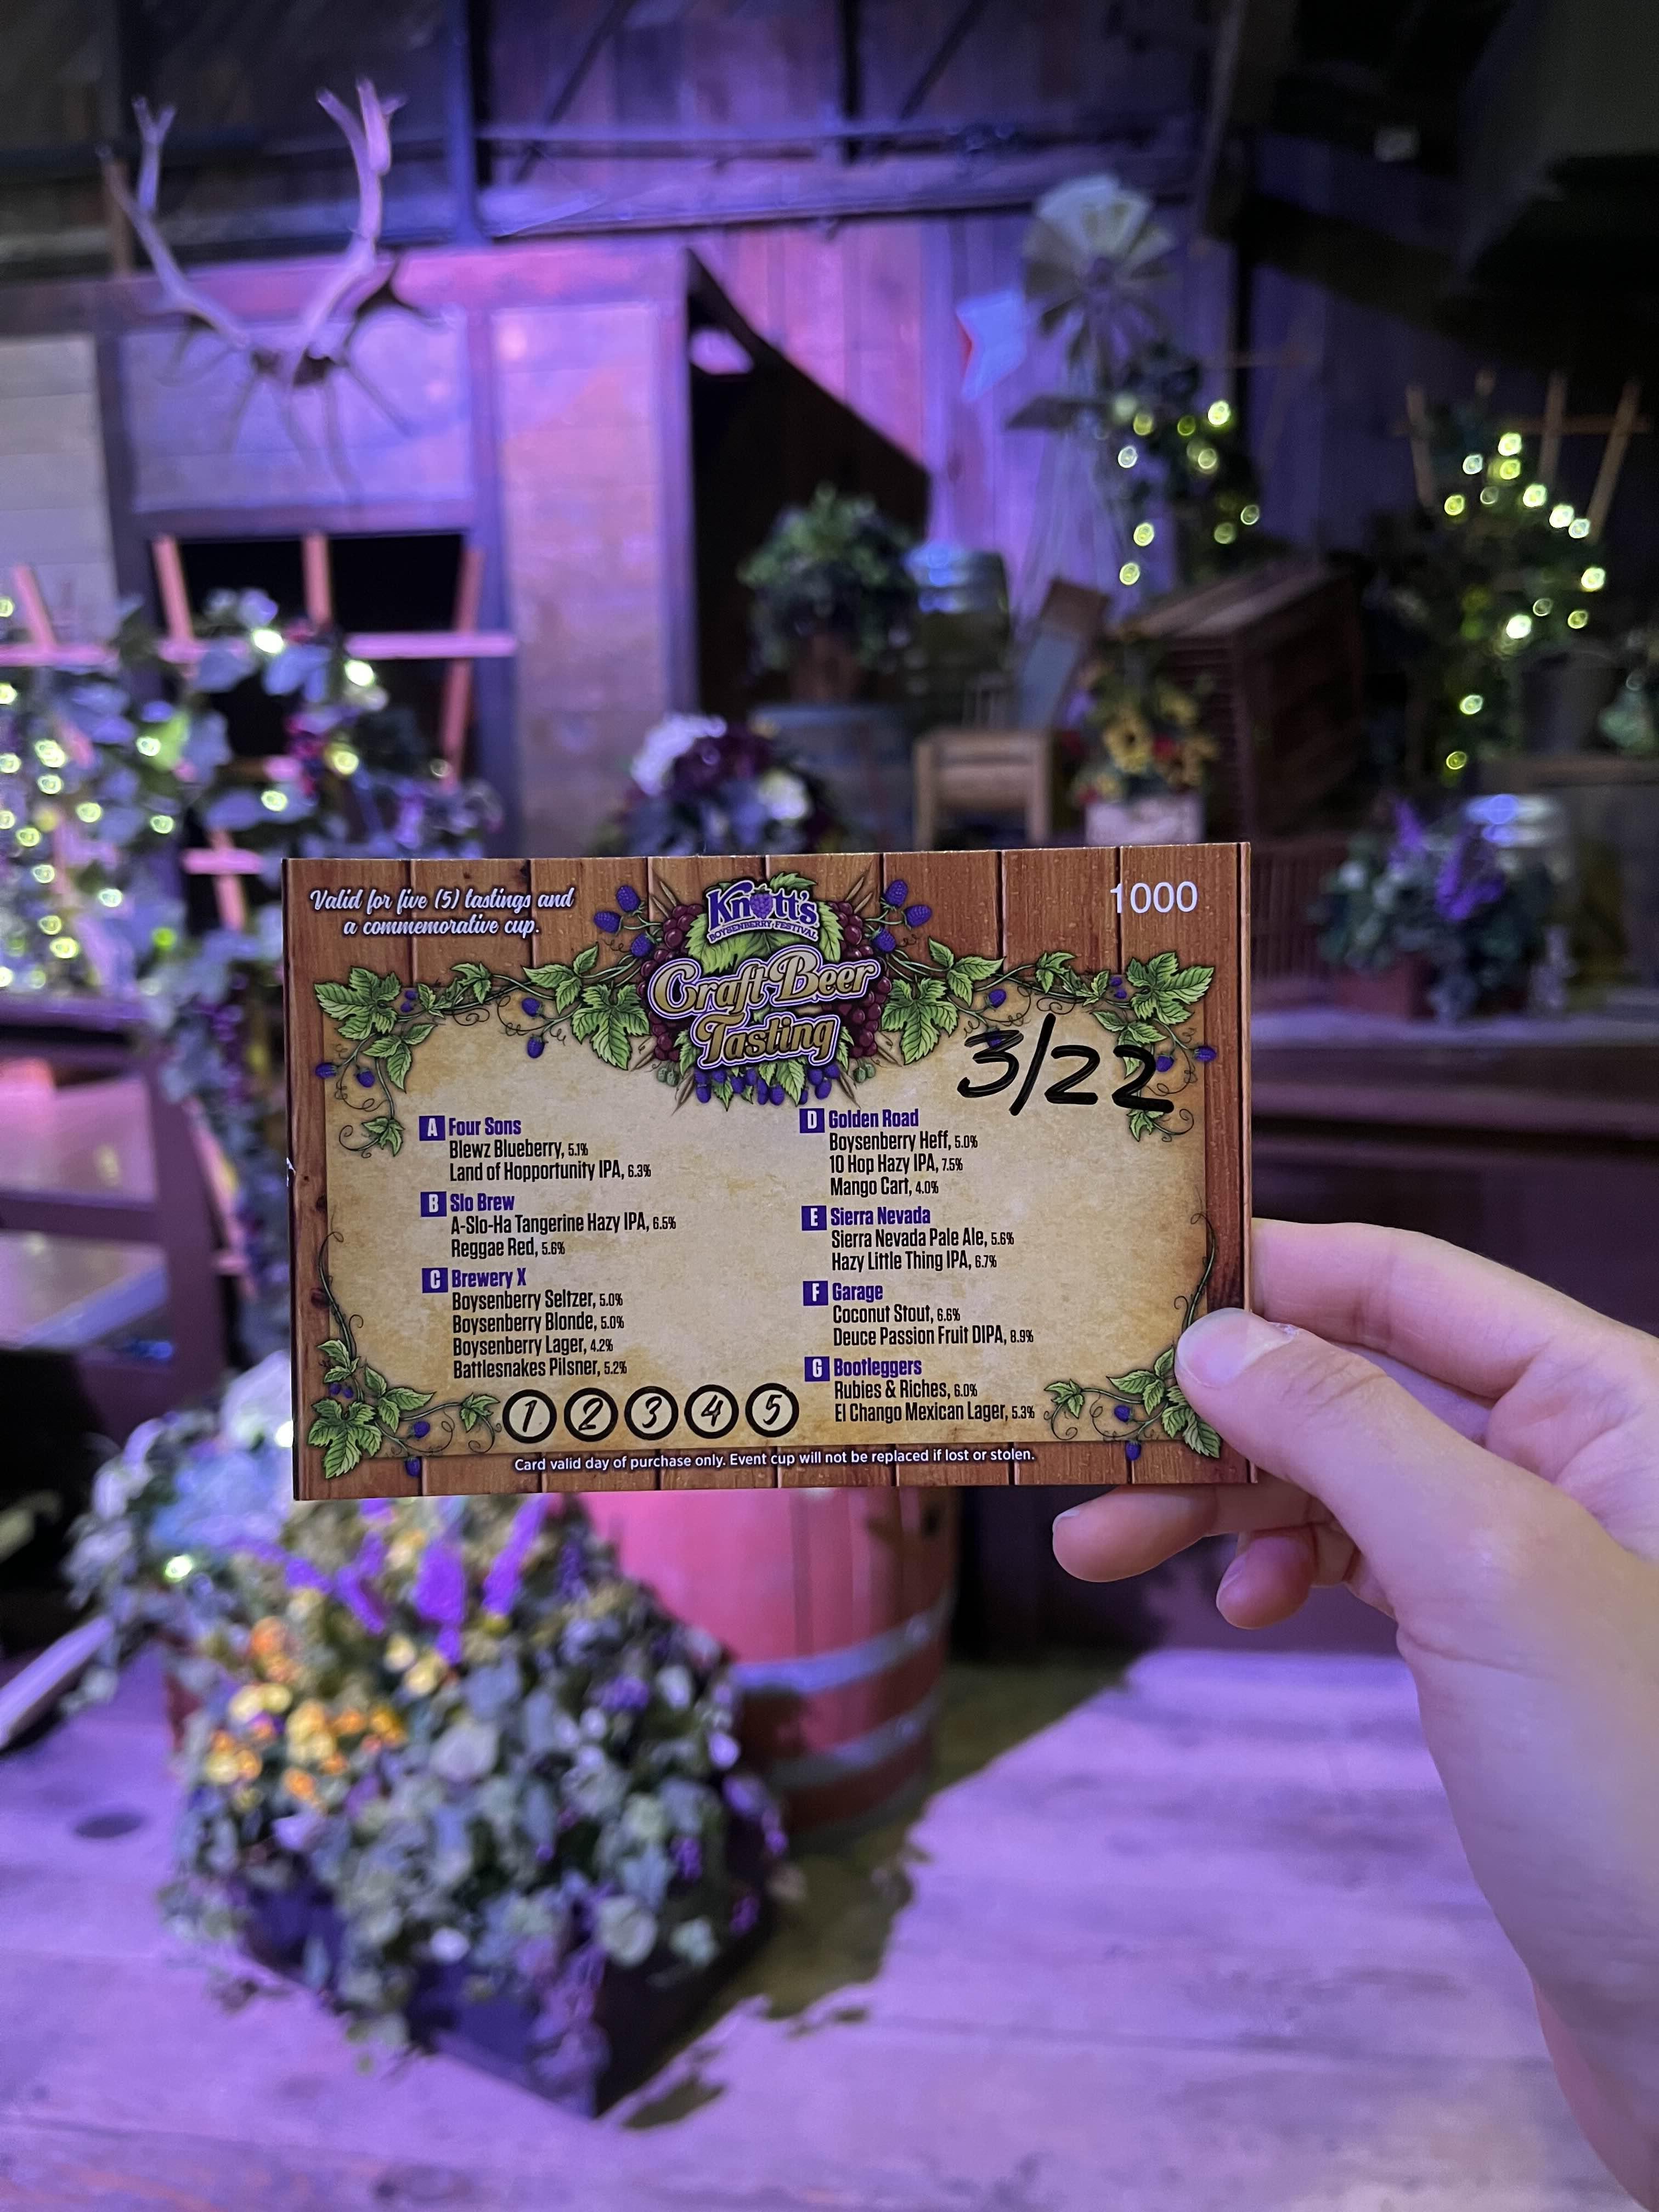 Valid for five (5) tastings and
a commemorative cup.
Knott's
BOYSENBERRY FESTIVAL
Craft Beer
Tasting
1000
3/22
A Four Sons
Blewz Blueberry, 5.1%
Land of Hopportunity IPA, 6.3%
B Slo Brew
A-Slo-Ha Tangerine Hazy IPA, 6.5%
Reggae Red, 5.6%
C Brewery X
Boysenberry Seltzer, 5.0%
Boysenberry Blonde, 5.0%
Boysenberry Lager, 4.2%
Battlesnakes Pilsner, 5.2%
D Golden Road
Boysenberry Heff, 5.0%
10 Hop Hazy IPA, 7.5%
Mango Cart, 4.0%
E Sierra Nevada
Sierra Nevada Pale Ale, 5.6%
Hazy Little Thing IPA, 6.7%
F Garage
Coconut Stout, 6.6%
Deuce Passion Fruit DIPA, 8.9%
G Bootleggers
Rubies & Riches, 6.0%
El Chango Mexican Lager, 5.3%
1 2 3 4 5
Card valid day of purchase only. Event cup will not be replaced if lost or stolen.